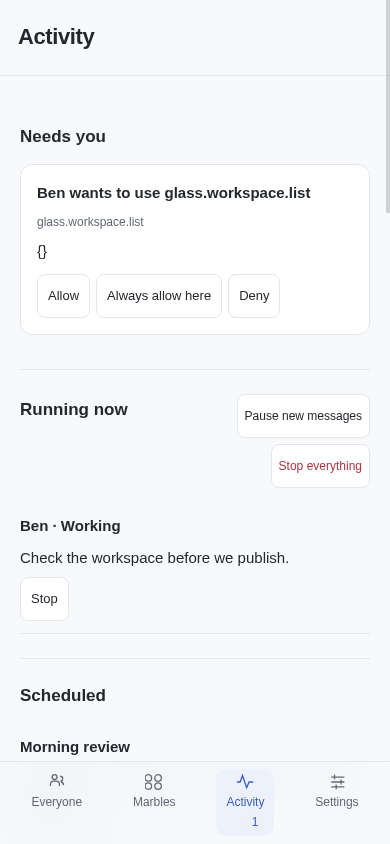 Activity
Needs you
Ben wants to use glass.workspace.list
glass.workspace.list
{}
Allow
Always allow here
Deny
Running now
Pause new messages
Stop everything
Ben · Working
Check the workspace before we publish.
Stop
Scheduled
Morning review
Everyone
Marbles
Activity
1
Settings